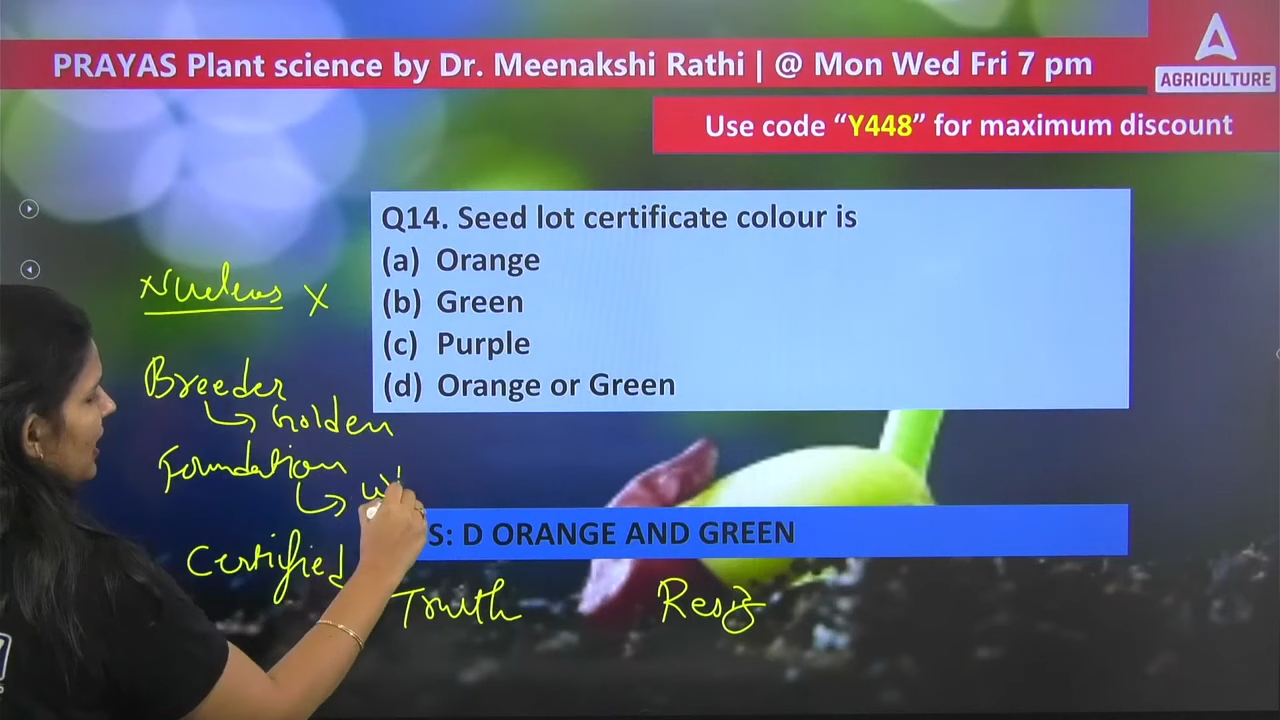 PRAYAS Plant science by Dr. Meenakshi Rathi | @ Mon Wed Fri 7 pm
AGRICULTURE
Use code “Y448” for maximum discount
Q14. Seed lot certificate colour is
(a) Orange
(b) Green
(c) Purple
(d) Orange or Green
Nucleus X
Breeder
↳ Golden
Foundation
↳ W
S: D ORANGE AND GREEN
Certified
Truth